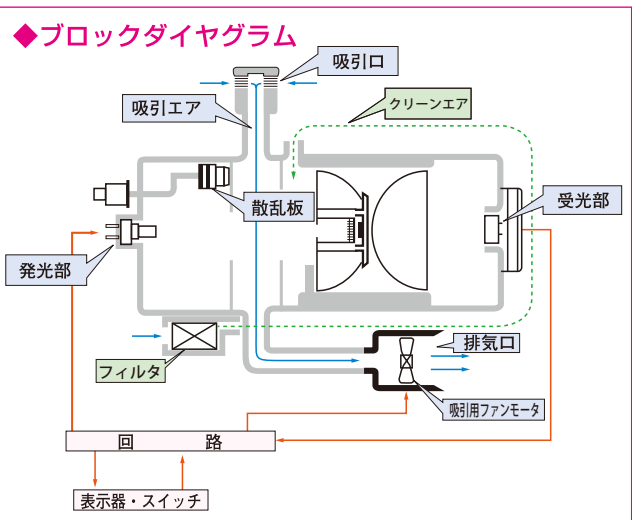 ◆ブロックダイヤグラム
吸引口
吸引エア
クリーンエア
散乱板
受光部
発光部
フィルタ
排気口
吸引用ファンモータ
回 路
表示器・スイッチ